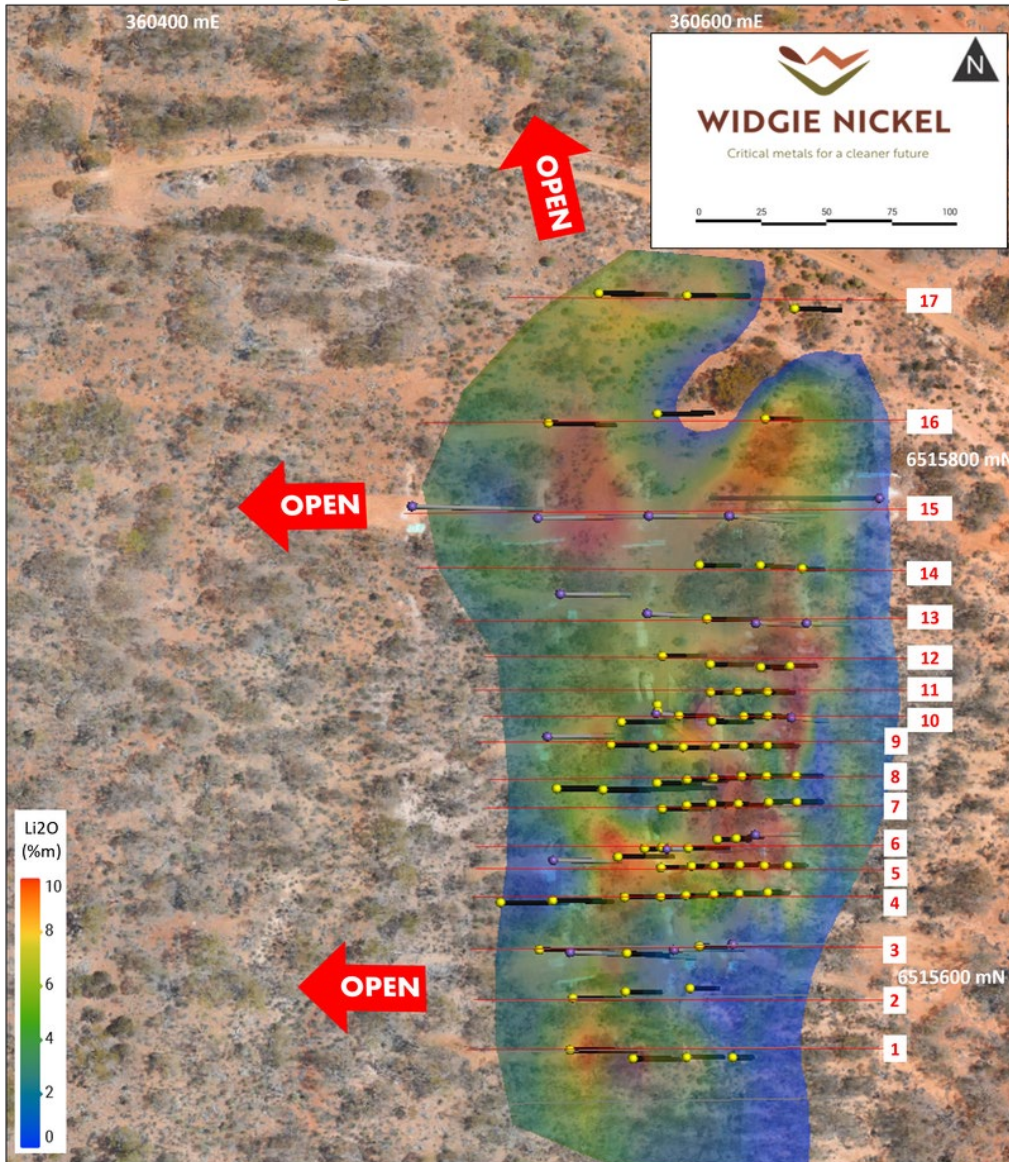 360400 mE
360600 mE
N
WIDGIE NICKEL
Critical metals for a cleaner future
0 25 50 75 100
OPEN
17
16
6515800 mN
OPEN
15
14
13
12
11
10
9
8
7
6
5
4
3
OPEN
6515600 mN
2
1
Li2O
(%m)
10
8
6
4
2
0